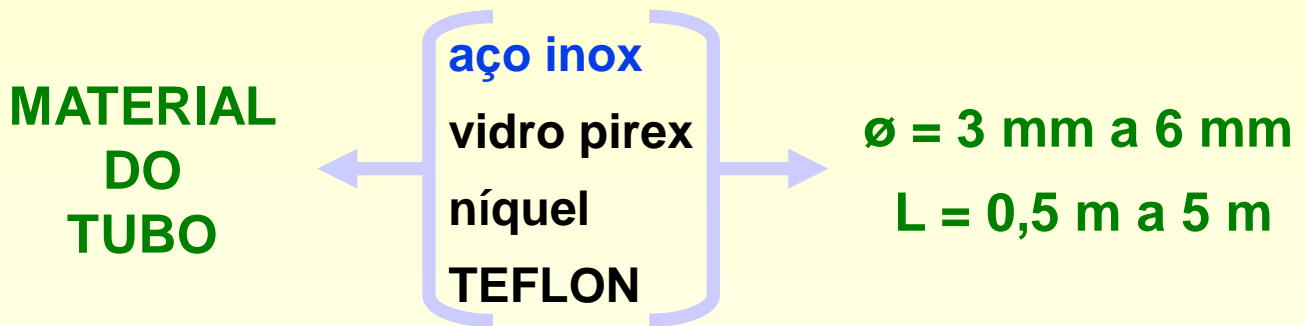 MATERIAL
DO
TUBO
aço inox
vidro pirex
níquel
TEFLON
ø = 3 mm a 6 mm
L = 0,5 m a 5 m